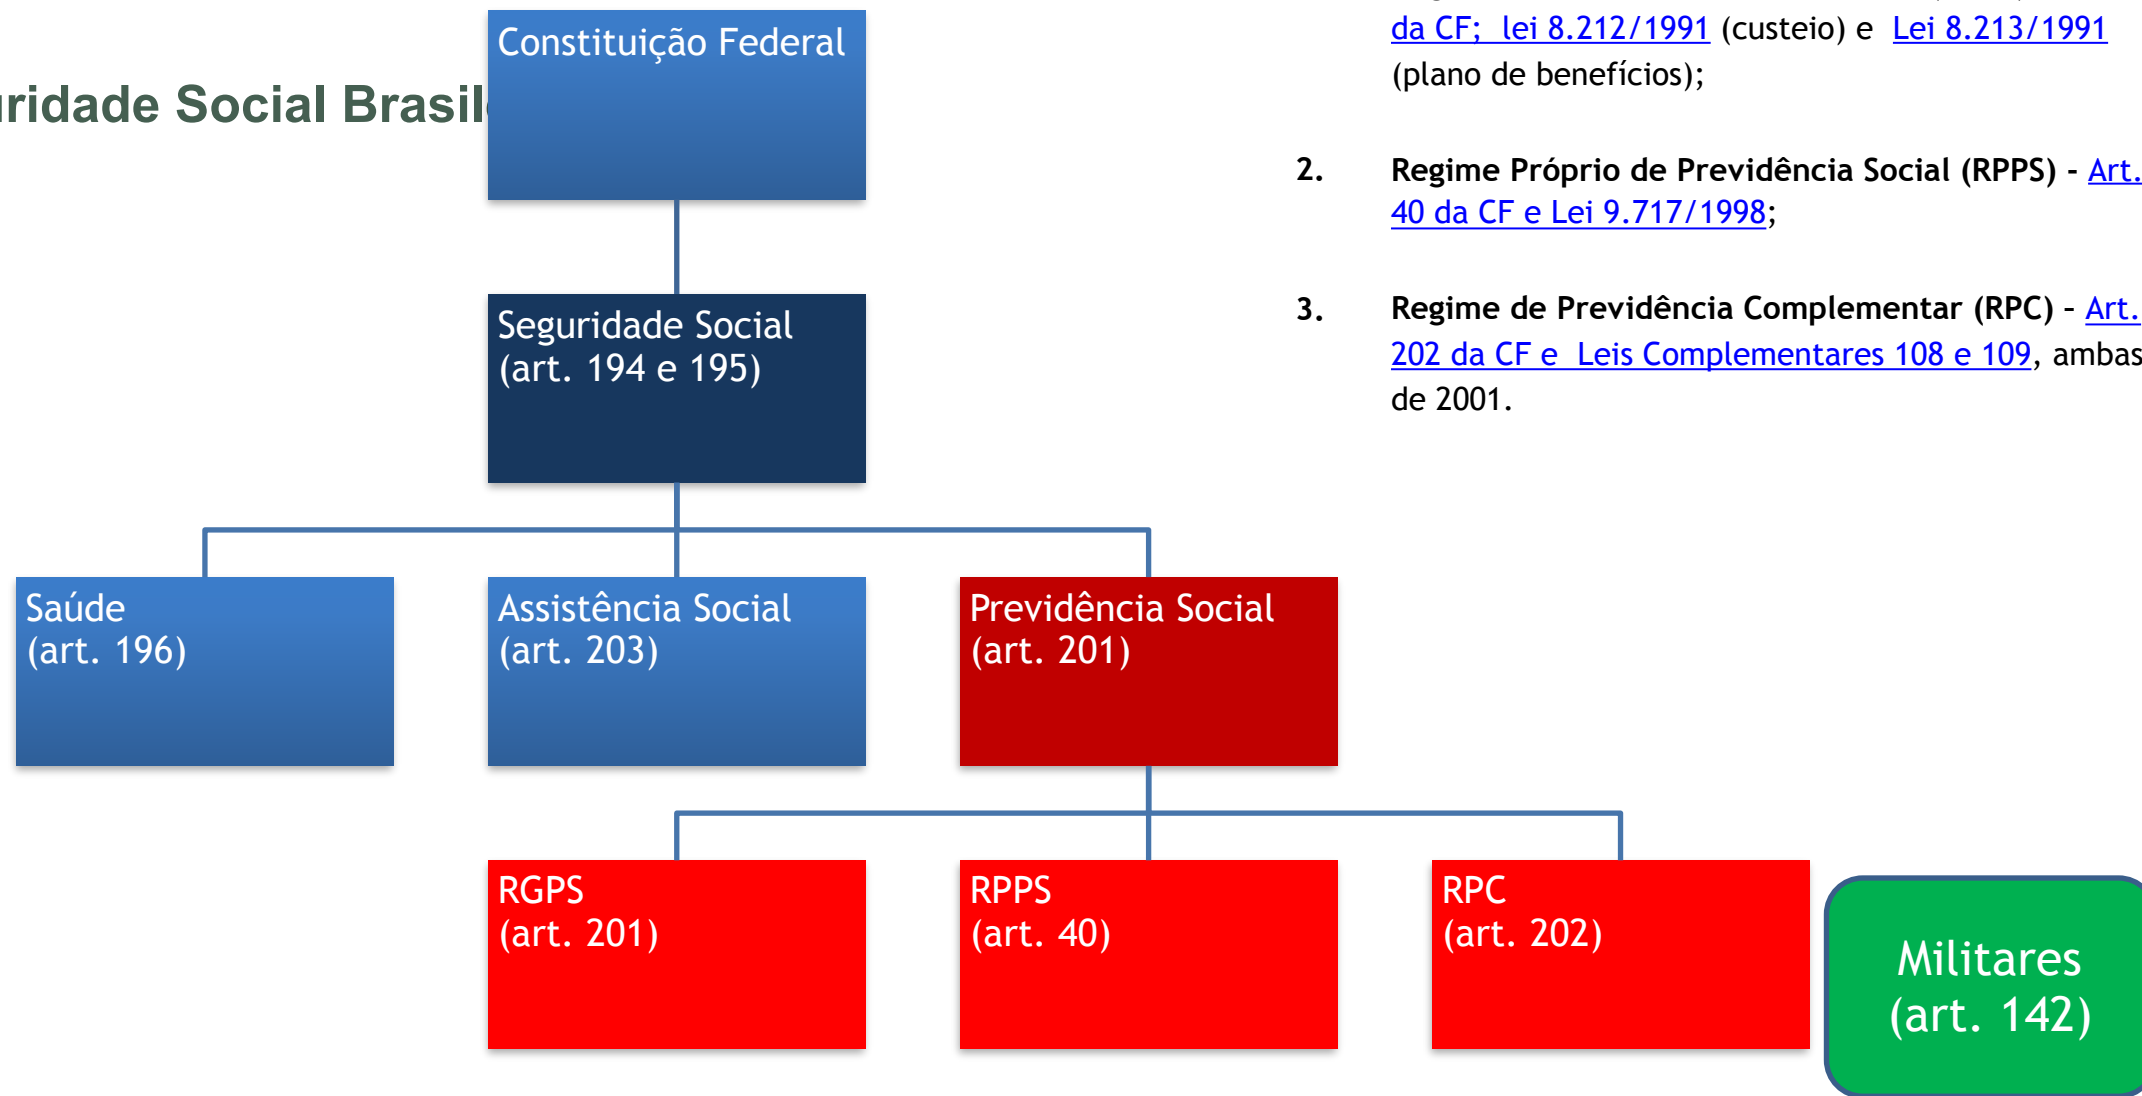 Constituição Federal
Seguridade Social
(art. 194 e 195)
Saúde
(art. 196)
Assistência Social
(art. 203)
Previdência Social
(art. 201)
RGPS
(art. 201)
RPPS
(art. 40)
RPC
(art. 202)
Militares
(art. 142)
da CF; lei 8.212/1991 (custeio) e Lei 8.213/1991
(plano de benefícios);
2. Regime Próprio de Previdência Social (RPPS) - Art.
40 da CF e Lei 9.717/1998;
3. Regime de Previdência Complementar (RPC) – Art.
202 da CF e Leis Complementares 108 e 109, ambas
de 2001.
Social